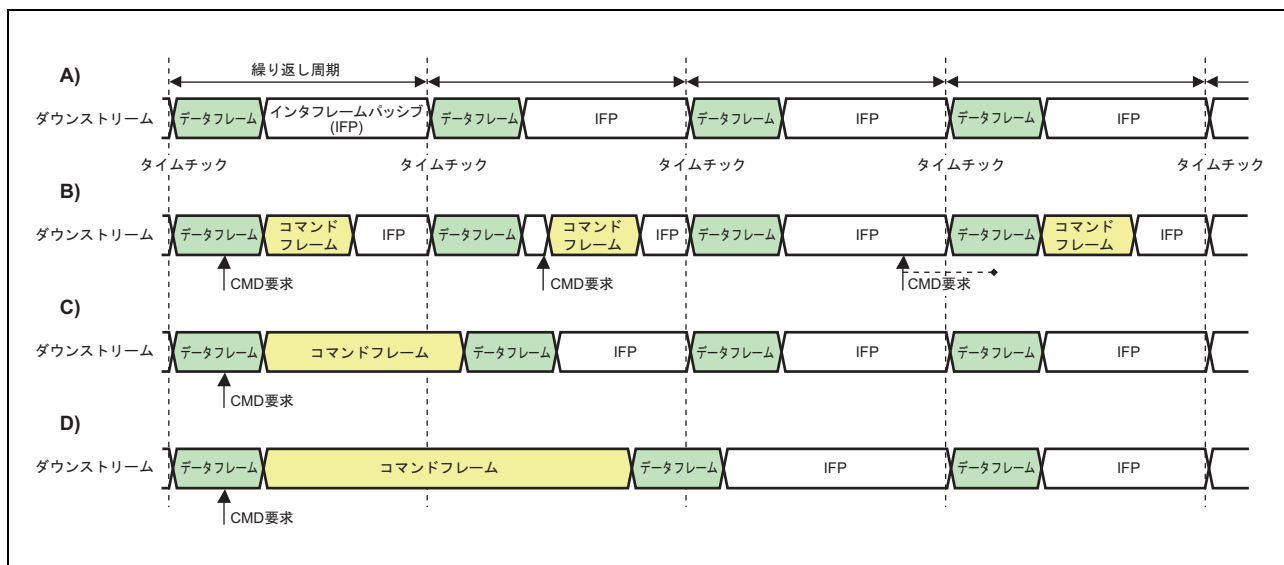 A)
繰り返し周期
ダウンストリーム
データフレーム
インタフレームパッシブ
(IFP)
データフレーム
IFP
データフレーム
IFP
データフレーム
IFP
タイムチック
タイムチック
タイムチック
タイムチック
タイムチック
B)
ダウンストリーム
データフレーム
コマンド
フレーム
IFP
データフレーム
コマンド
フレーム
IFP
データフレーム
IFP
データフレーム
コマンド
フレーム
IFP
CMD要求
CMD要求
CMD要求
C)
ダウンストリーム
データフレーム
コマンドフレーム
データフレーム
IFP
データフレーム
IFP
データフレーム
IFP
CMD要求
D)
ダウンストリーム
データフレーム
コマンドフレーム
データフレーム
IFP
データフレーム
IFP
CMD要求